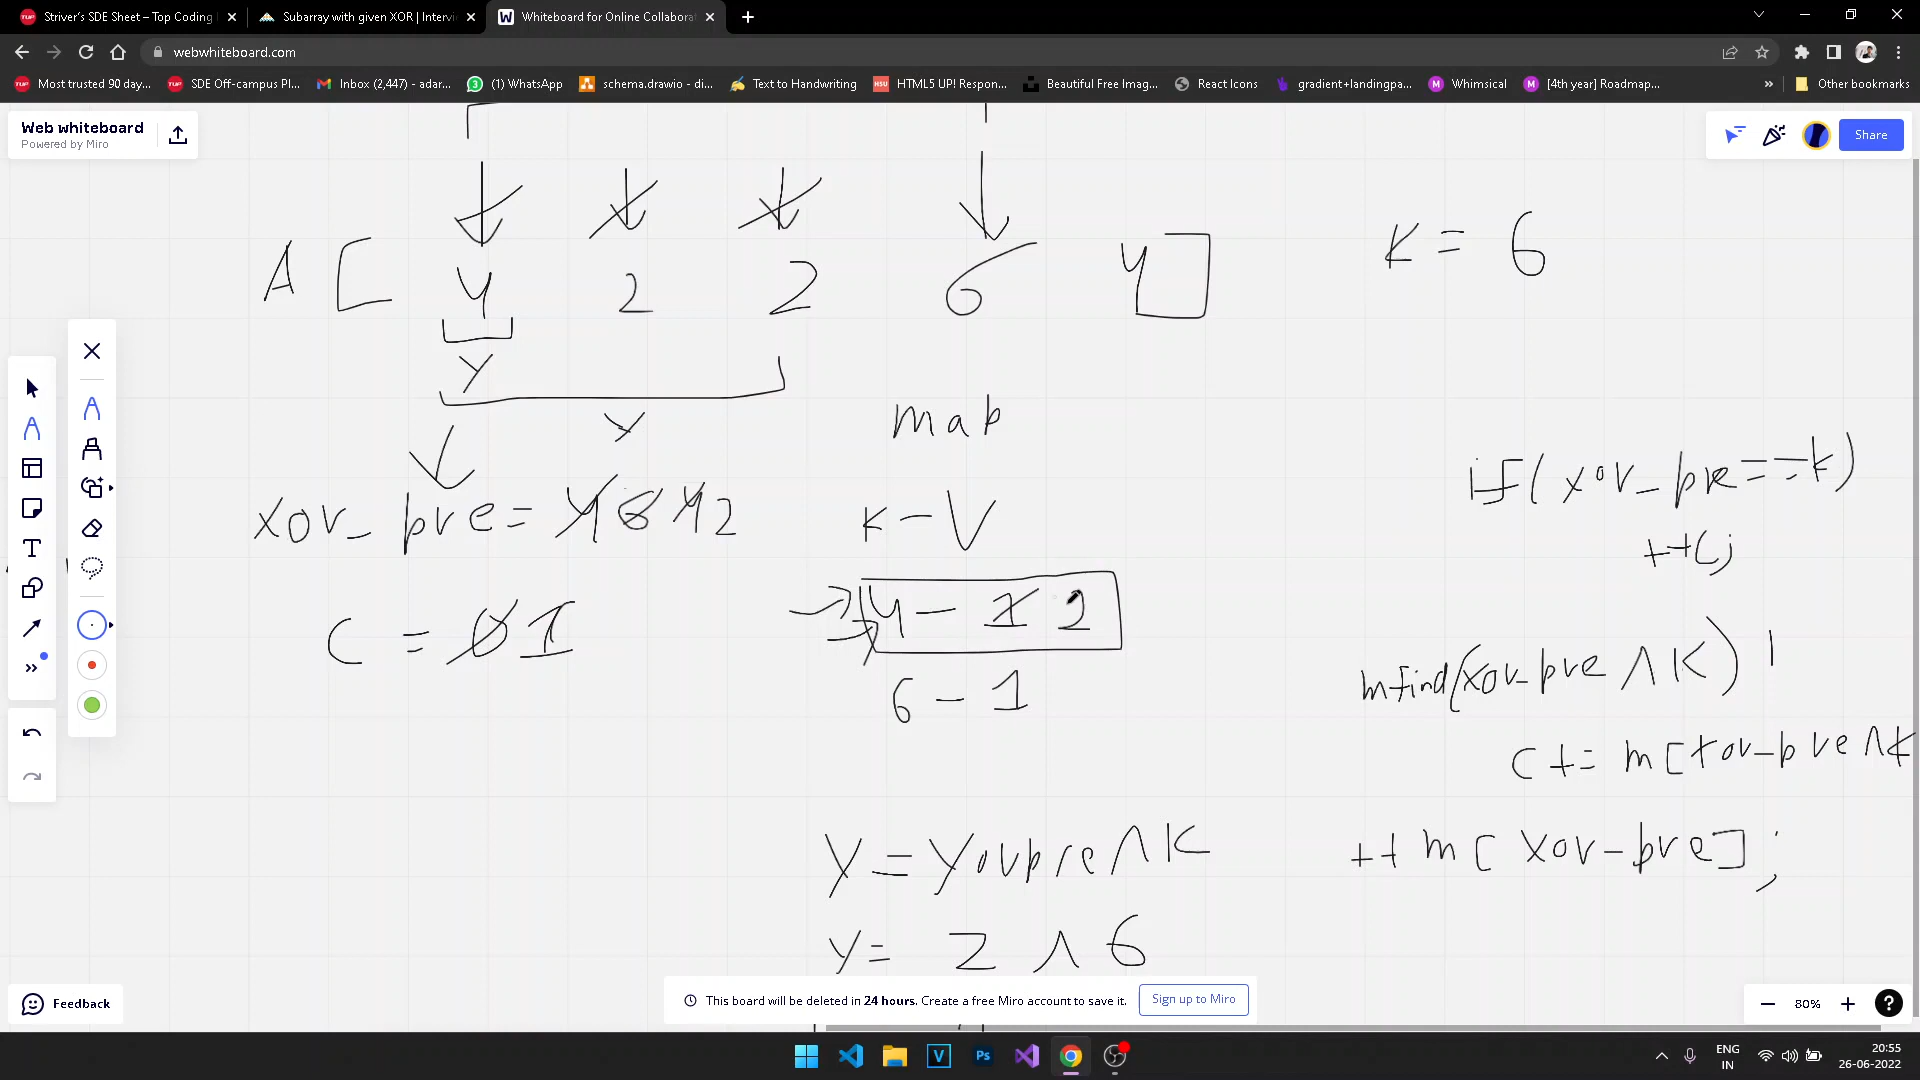 Striver's SDE Sheet – Top Coding
Subarray with given XOR | Intervi
Whiteboard for Online Collabora
webwhiteboard.com
Most trusted 90 day...
SDE Off-campus Pl...
Inbox (2,447) - adar...
(1) WhatsApp
schema.drawio - di...
Text to Handwriting
HTML5 UP! Respon...
Beautiful Free Imag...
React Icons
gradient+landingpa...
Whimsical
[4th year] Roadmap...
Other bookmarks
Web whiteboard
Powered by Miro
Share
A [ 4 2 2 6 4 ]
K = 6
Y
Y
map
if( xor_pre==k)
xor_pre= 4 6 4 2
K - V
++C;
4 - 1 2
C = 0 1
6 - 1
m.find(xor_pre ^ K) !
C += m[xor_pre ^ k
Y = Xorpre ^ K
++ m [ xor_pre ] ;
y = 2 ^ 6
Feedback
This board will be deleted in 24 hours. Create a free Miro account to save it.
Sign up to Miro
80%
ENG
IN
20:55
26-06-2022